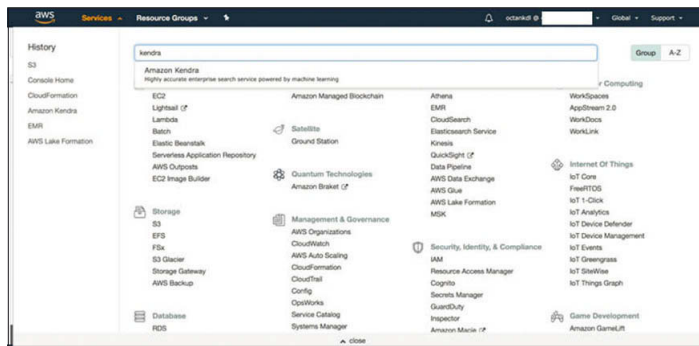 aws Services Resource Groups octankdl @ Global Support
History
S3
Console Home
CloudFormation
Amazon Kendra
EMR
AWS Lake Formation
kendra
Group A-Z
Amazon Kendra
Highly accurate enterprise search service powered by machine learning
EC2
Lightsail
Lambda
Batch
Elastic Beanstalk
Serverless Application Repository
AWS Outposts
EC2 Image Builder
Storage
S3
EFS
FSx
S3 Glacier
Storage Gateway
AWS Backup
Database
RDS
Amazon Managed Blockchain
Satellite
Ground Station
Quantum Technologies
Amazon Braket
Management & Governance
AWS Organizations
CloudWatch
AWS Auto Scaling
CloudFormation
CloudTrail
Config
OpsWorks
Service Catalog
Systems Manager
Athena
EMR
CloudSearch
Elasticsearch Service
Kinesis
QuickSight
Data Pipeline
AWS Data Exchange
AWS Glue
AWS Lake Formation
MSK
Security, Identity, & Compliance
IAM
Resource Access Manager
Cognito
Secrets Manager
GuardDuty
Inspector
Amazon Macie
Computing
WorkSpaces
AppStream 2.0
WorkDocs
WorkLink
Internet Of Things
IoT Core
FreeRTOS
IoT 1-Click
IoT Analytics
IoT Device Defender
IoT Device Management
IoT Events
IoT Greengrass
IoT SiteWise
IoT Things Graph
Game Development
Amazon GameLift
close